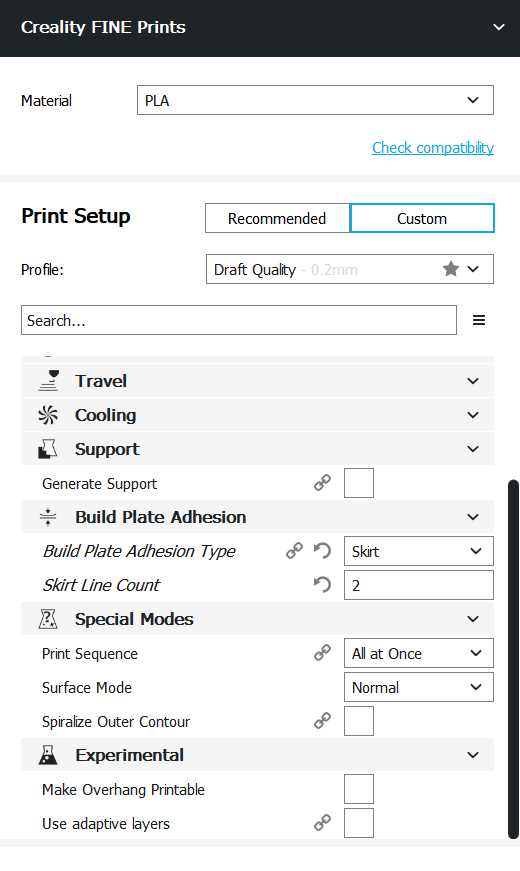 Creality FINE Prints
Material PLA
Check compatibility
Print Setup Recommended Custom
Profile: Draft Quality - 0.2mm
Search...
Travel
Cooling
Support
Generate Support
Build Plate Adhesion
Build Plate Adhesion Type Skirt
Skirt Line Count 2
Special Modes
Print Sequence All at Once
Surface Mode Normal
Spiralize Outer Contour
Experimental
Make Overhang Printable
Use adaptive layers